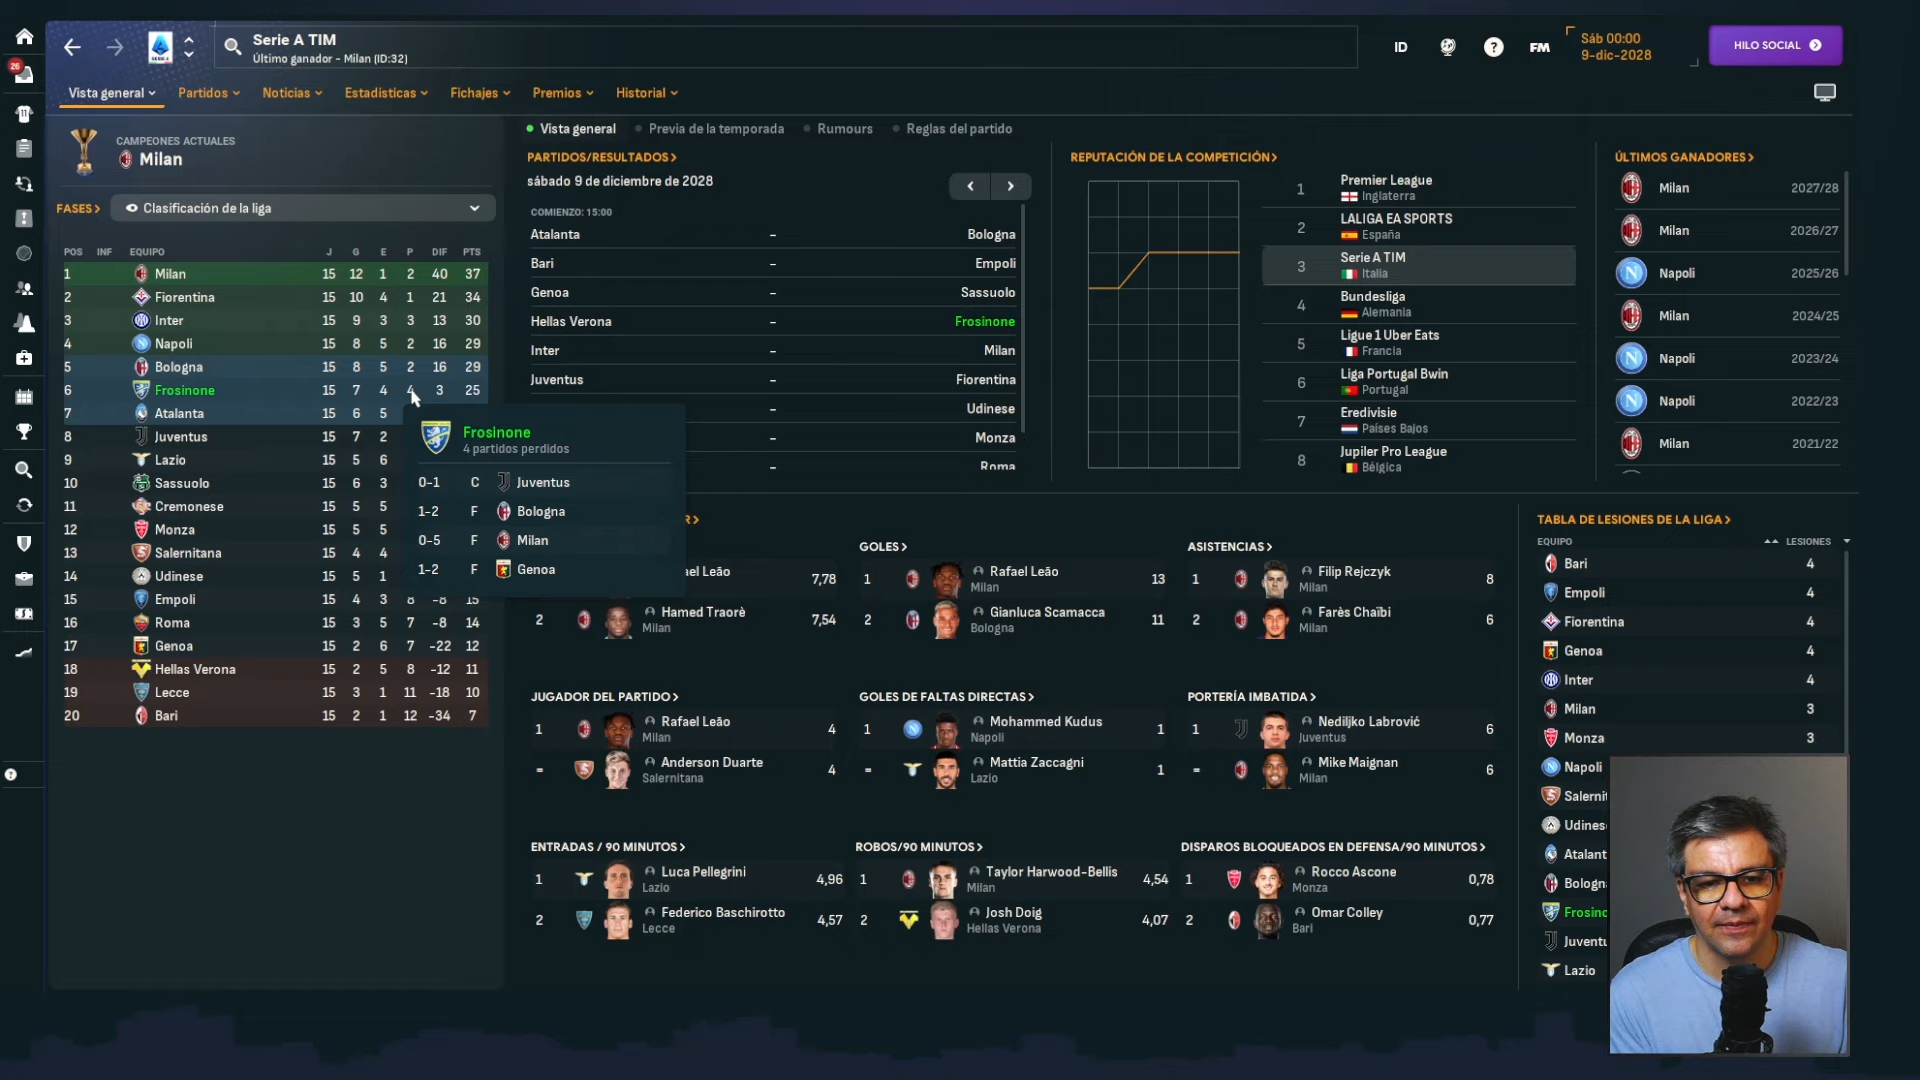 Serie A TIM
Último ganador - Milan (ID:32)
ID
?
FM
Sáb 00:00
9-dic-2028
HILO SOCIAL
26
Vista general
Partidos
Noticias
Estadísticas
Fichajes
Premios
Historial
CAMPEONES ACTUALES
Milan
FASES>
Clasificación de la liga
POS INF EQUIPO J G E P DIF PTS
1 Milan 15 12 1 2 40 37
2 Fiorentina 15 10 4 1 21 34
3 Inter 15 9 3 3 13 30
4 Napoli 15 8 5 2 16 29
5 Bologna 15 8 5 2 16 29
6 Frosinone 15 7 4 4 3 25
7 Atalanta 15 6 5
8 Juventus 15 7 2
9 Lazio 15 5 6
10 Sassuolo 15 6 3
11 Cremonese 15 5 5
12 Monza 15 5 5
13 Salernitana 15 4 4
14 Udinese 15 5 1
15 Empoli 15 4 3 8 -8 15
16 Roma 15 3 5 7 -8 14
17 Genoa 15 2 6 7 -22 12
18 Hellas Verona 15 2 5 8 -12 11
19 Lecce 15 3 1 11 -18 10
20 Bari 15 2 1 12 -34 7
Frosinone
4 partidos perdidos
0-1 C Juventus
1-2 F Bologna
0-5 F Milan
1-2 F Genoa
Vista general
Previa de la temporada
Rumours
Reglas del partido
PARTIDOS/RESULTADOS>
sábado 9 de diciembre de 2028
COMIENZO: 15:00
Atalanta - Bologna
Bari - Empoli
Genoa - Sassuolo
Hellas Verona - Frosinone
Inter - Milan
Juventus - Fiorentina
- Udinese
- Monza
- Roma
REPUTACIÓN DE LA COMPETICIÓN>
1 Premier League
Inglaterra
2 LALIGA EA SPORTS
España
3 Serie A TIM
Italia
4 Bundesliga
Alemania
5 Ligue 1 Uber Eats
Francia
6 Liga Portugal Bwin
Portugal
7 Eredivisie
Países Bajos
8 Jupiler Pro League
Bélgica
ÚLTIMOS GANADORES>
Milan 2027/28
Milan 2026/27
Napoli 2025/26
Milan 2024/25
Napoli 2023/24
Napoli 2022/23
Milan 2021/22
R>
Leão 7,78
2 Hamed Traorè 7,54
Milan
GOLES>
1 Rafael Leão 13
Milan
2 Gianluca Scamacca 11
Bologna
ASISTENCIAS>
1 Filip Rejczyk 8
Milan
2 Farès Chaïbi 6
Milan
JUGADOR DEL PARTIDO>
1 Rafael Leão 4
Milan
= Anderson Duarte 4
Salernitana
GOLES DE FALTAS DIRECTAS>
1 Mohammed Kudus 1
Napoli
= Mattia Zaccagni 1
Lazio
PORTERÍA IMBATIDA>
1 Nediljko Labrović 6
Juventus
= Mike Maignan 6
Milan
ENTRADAS / 90 MINUTOS>
1 Luca Pellegrini 4,96
Lazio
2 Federico Baschirotto 4,57
Lecce
ROBOS/90 MINUTOS>
1 Taylor Harwood-Bellis 4,54
Milan
2 Josh Doig 4,07
Hellas Verona
DISPAROS BLOQUEADOS EN DEFENSA/90 MINUTOS>
1 Rocco Ascone 0,78
Monza
2 Omar Colley 0,77
Bari
TABLA DE LESIONES DE LA LIGA>
EQUIPO LESIONES
Bari 4
Empoli 4
Fiorentina 4
Genoa 4
Inter 4
Milan 3
Monza 3
Napoli
Salernit
Udines
Atalant
Bologn
Frosino
Juventu
Lazio